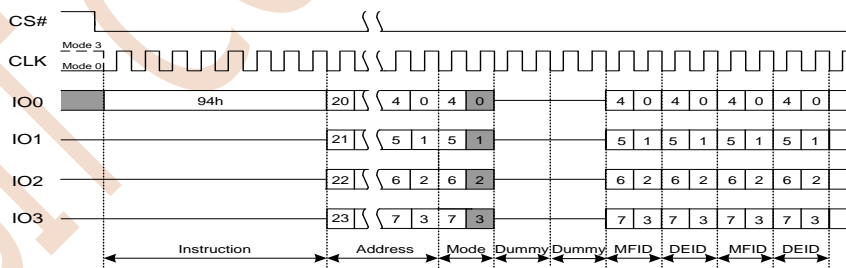 CS#
Mode 3
CLK
Mode 0
IO0 94h 20 4 0 4 0 4 0 4 0 4 0 4 0
IO1 21 5 1 5 1 5 1 5 1 5 1 5 1
IO2 22 6 2 6 2 6 2 6 2 6 2 6 2
IO3 23 7 3 7 3 7 3 7 3 7 3 7 3
Instruction Address Mode Dummy Dummy MFID DEID MFID DEID